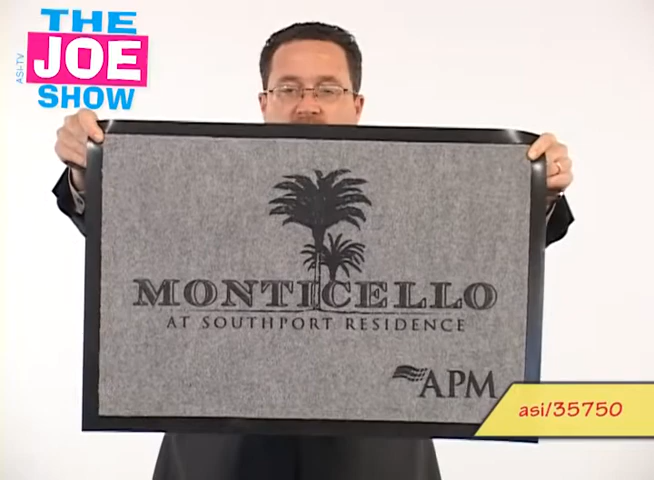 THE
JOE
SHOW
ASI-TV
MONTICELLO
AT SOUTHPORT RESIDENCE
APM
asi/35750